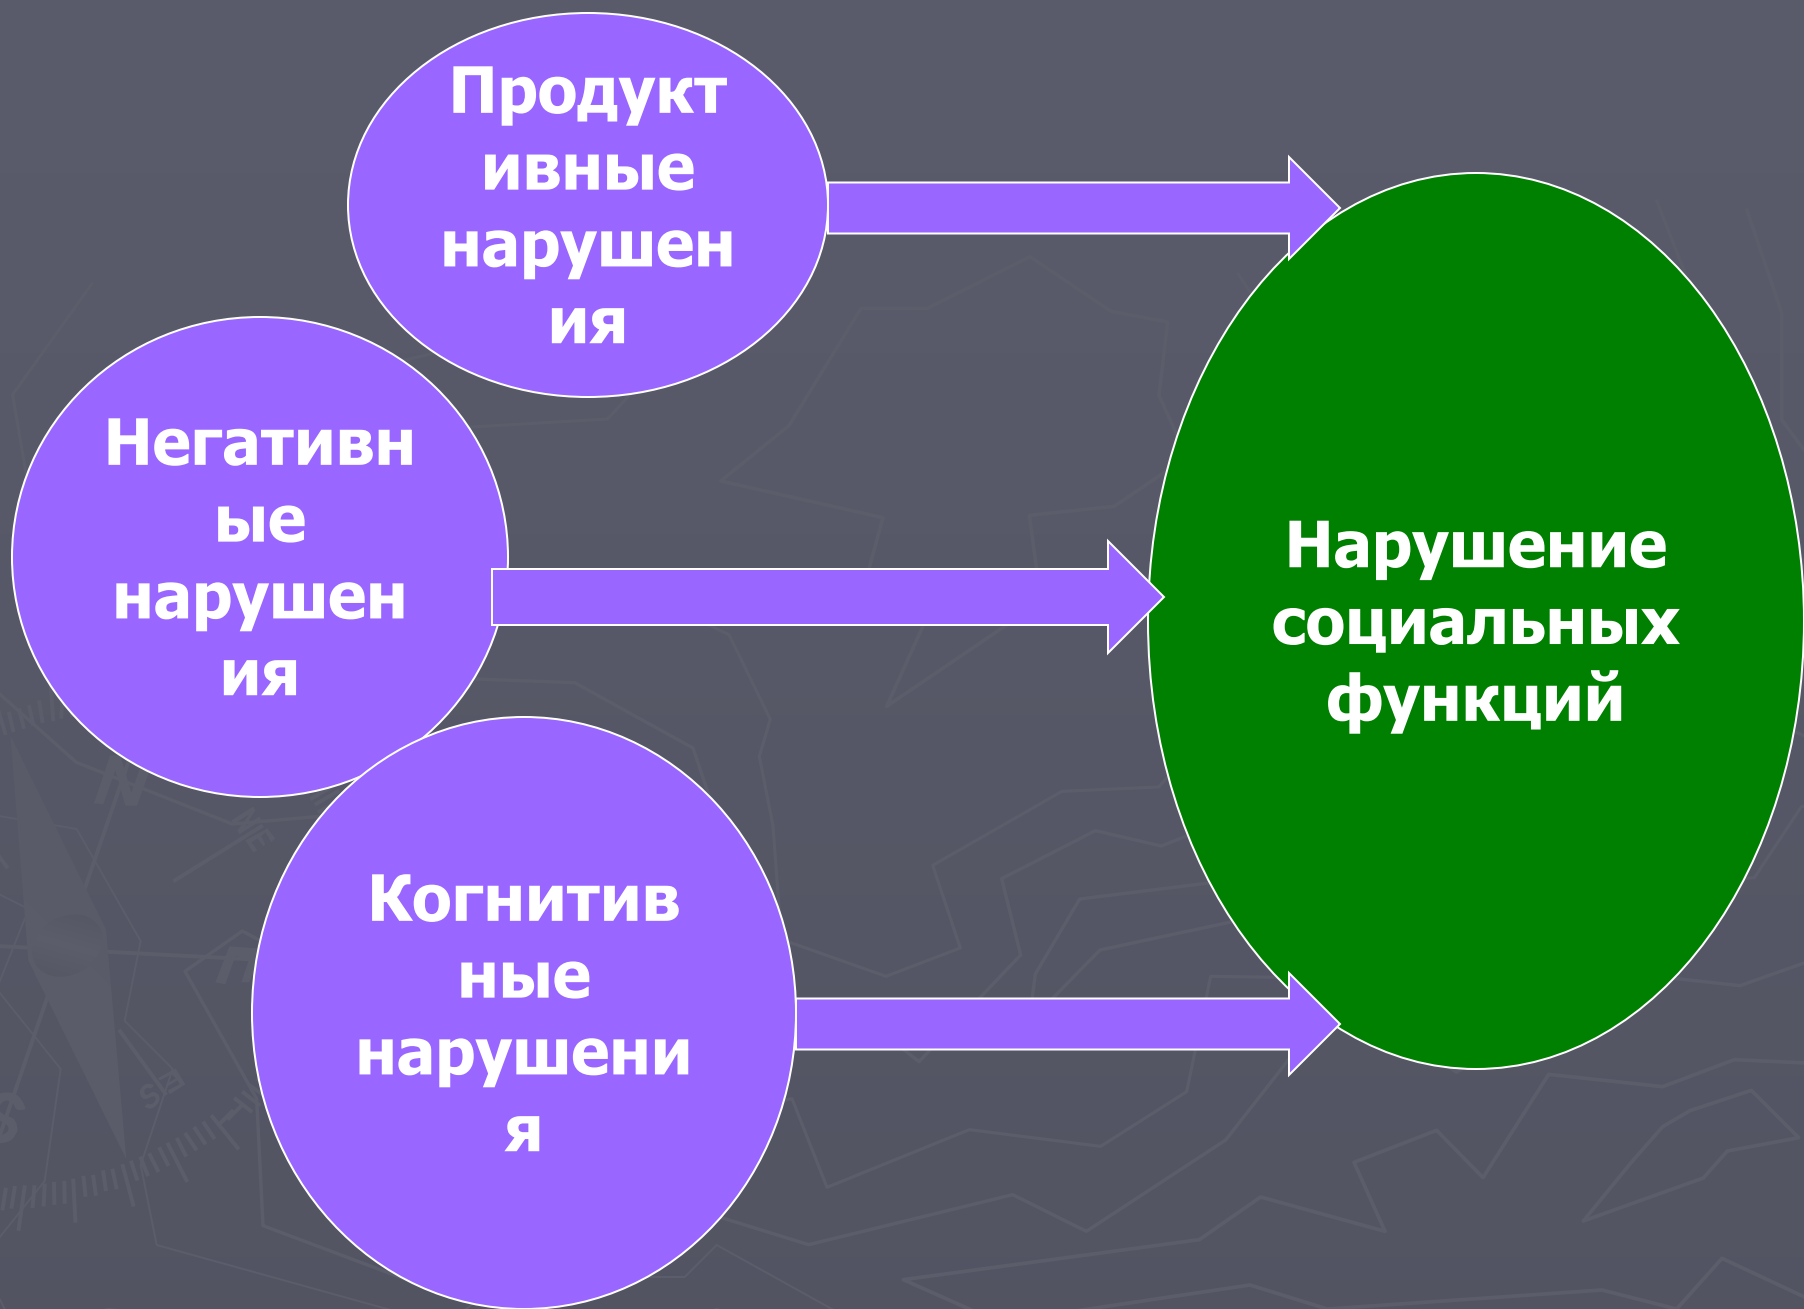 Продукт
ивные
нарушен
ия
Негативн
ые
нарушен
ия
Нарушение
социальных
функций
Когнитив
ные
нарушени
я